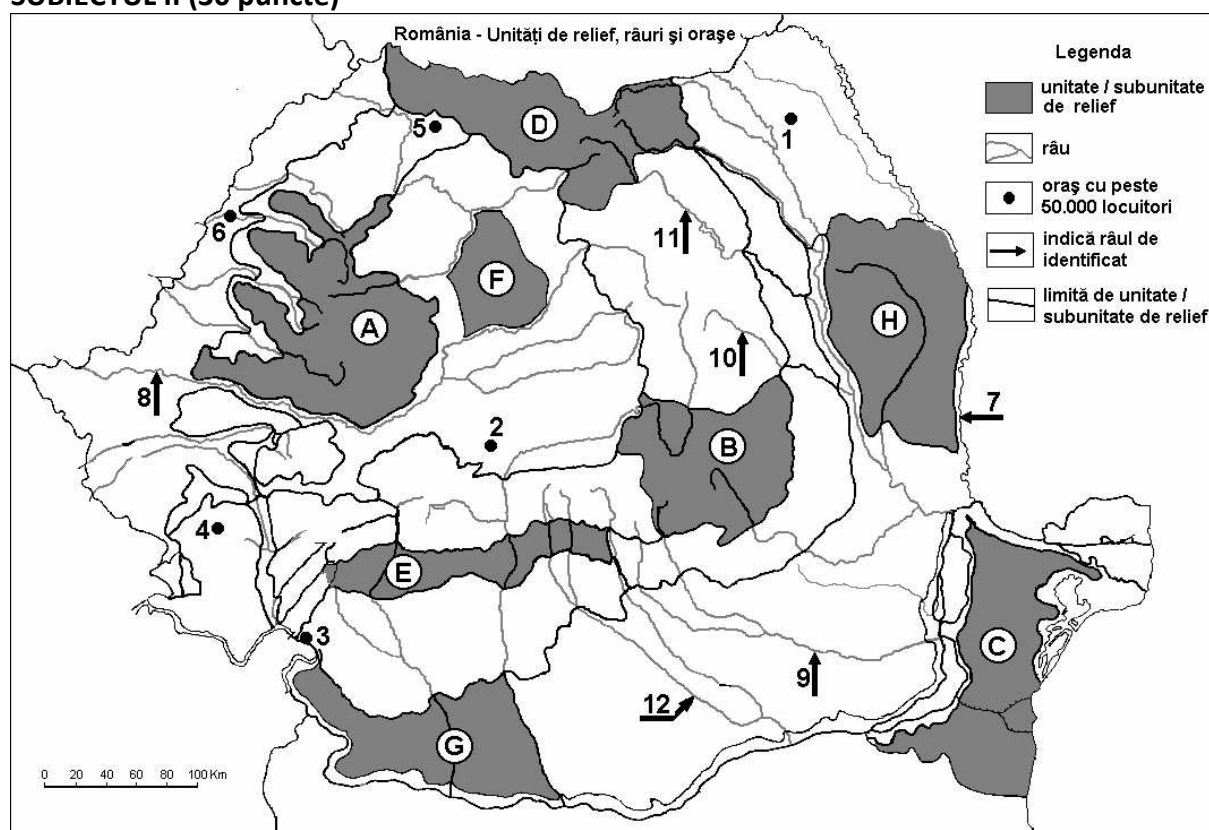 SUBIECTUL II (30 puncte)
România - Unități de relief, râuri și orașe
Legenda
unitate / subunitate
de relief
râu
oraş cu peste
50.000 locuitori
indică râul de
identificat
limită de unitate /
subunitate de relief
D
5
1
6
11
F
A
H
10
8
7
2
B
4
E
3
C
9
12
G
0 20 40 60 80 100 Km